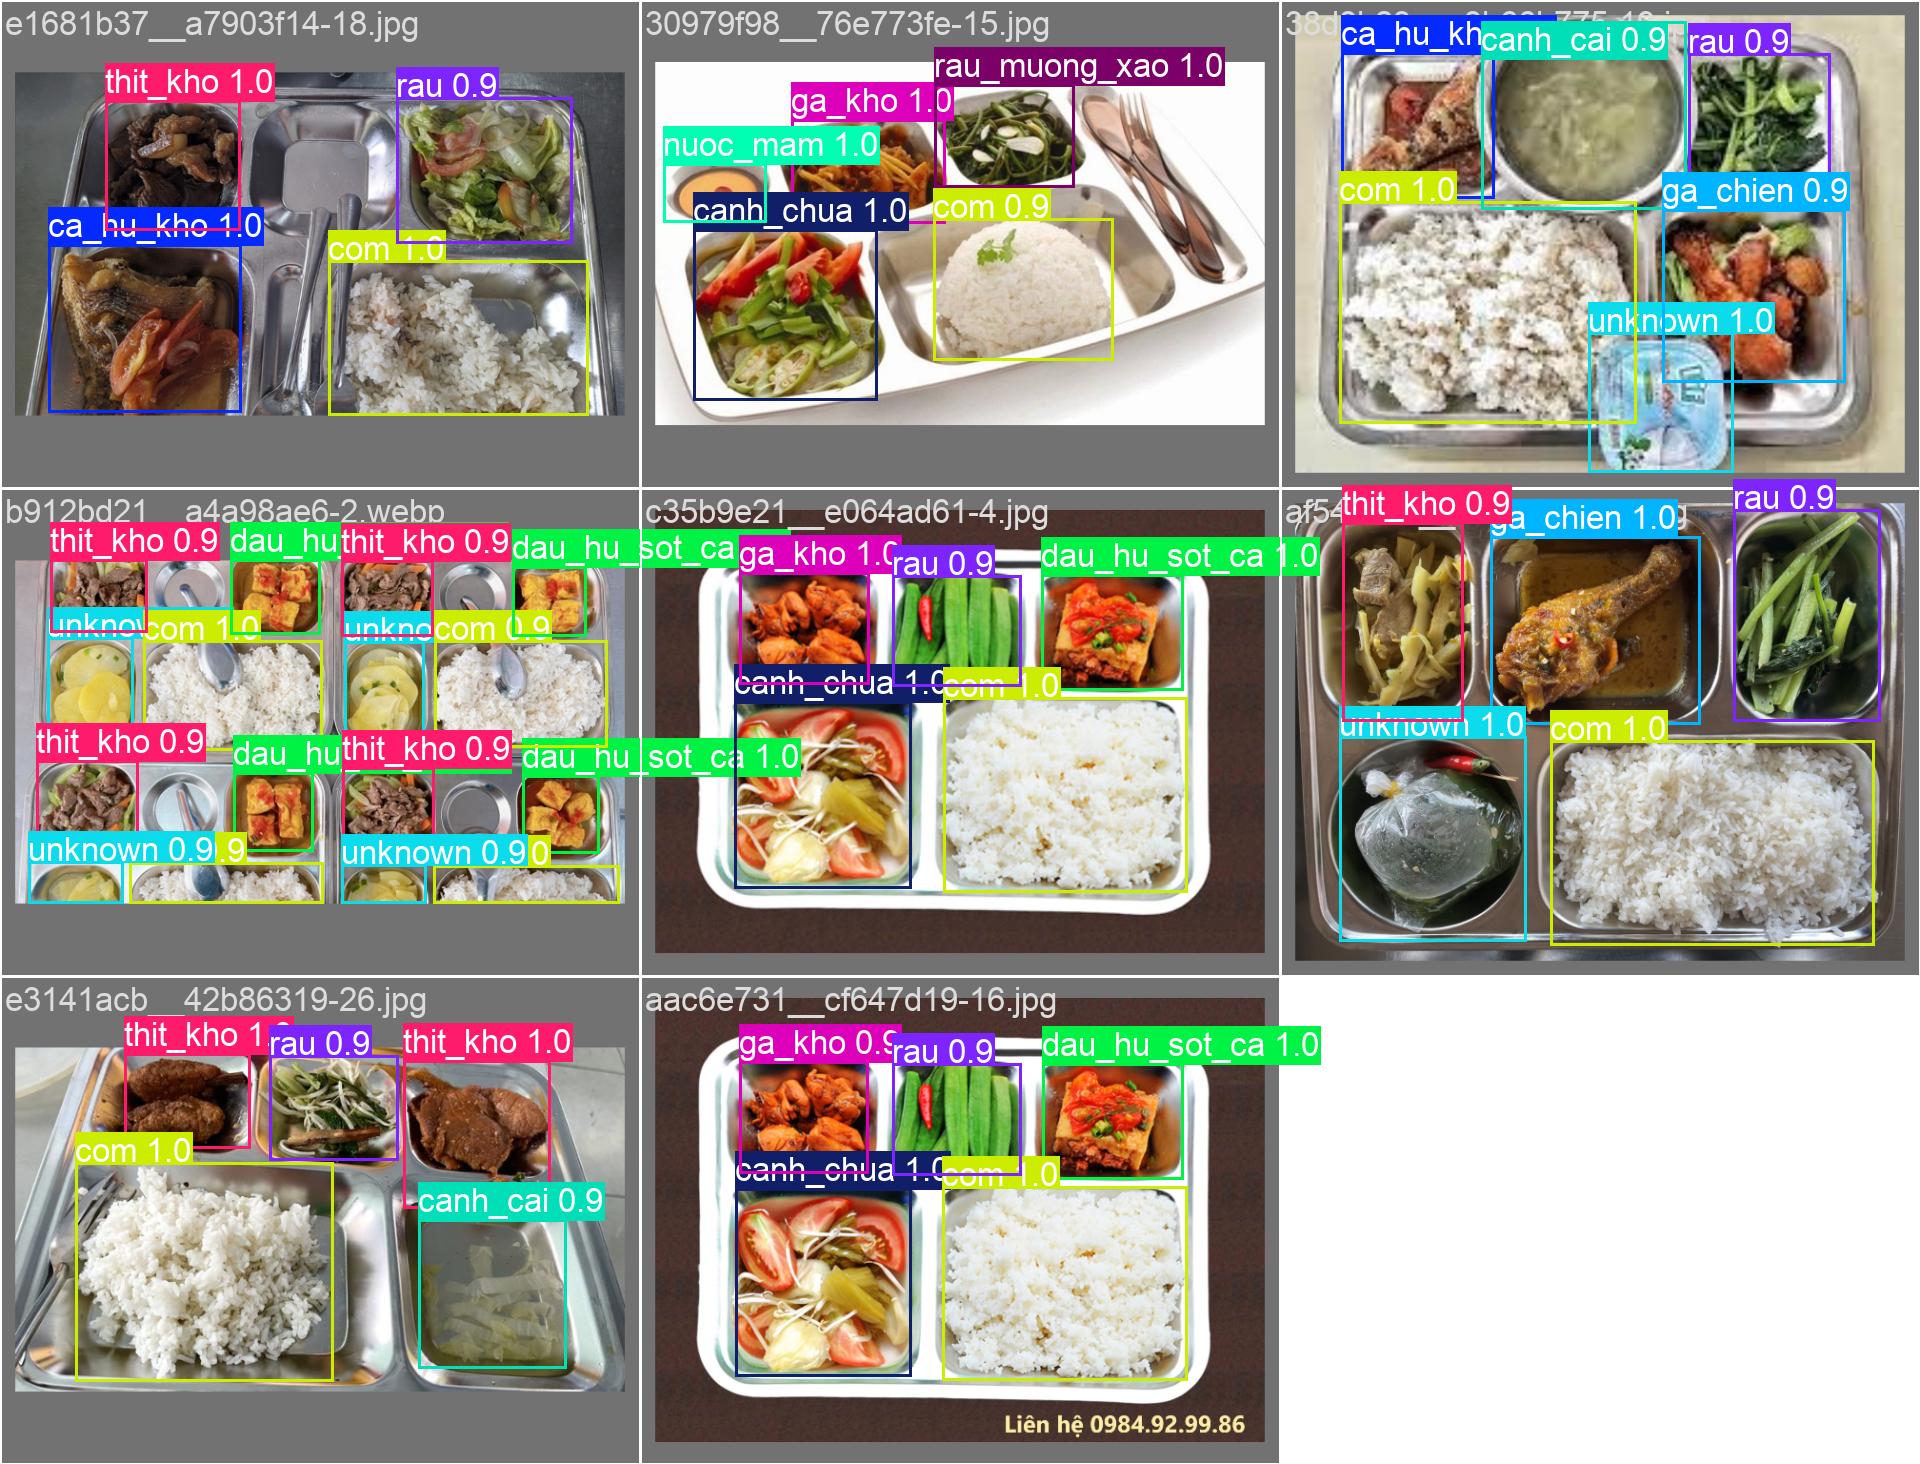 e1681b37__a7903f14-18.jpg
thit_kho 1.0
rau 0.9
ca_hu_kho 1.0
com 1.0
30979f98__76e773fe-15.jpg
rau_muong_xao 1.0
ga_kho 1.0
nuoc_mam 1.0
canh_chua 1.0
com 0.9
ca_hu_kh
canh_cai 0.9
rau 0.9
com 1.0
ga_chien 0.9
unknown 1.0
b912bd21__a4a98ae6-2.webp
thit_kho 0.9
dau_hu
thit_kho 0.9
dau_hu_sot_ca
unknow
com 1.0
unkno
com 0.9
thit_kho 0.9
dau_hu
thit_kho 0.9
dau_hu_sot_ca 1.0
unknown 0.9
.9
unknown 0.9
0
c35b9e21__e064ad61-4.jpg
ga_kho 1.0
rau 0.9
dau_hu_sot_ca 1.0
canh_chua 1.0
com 1.0
af54
thit_kho 0.9
ga_chien 1.0
rau 0.9
unknown 1.0
com 1.0
e3141acb__42b86319-26.jpg
thit_kho 1.0
rau 0.9
thit_kho 1.0
com 1.0
canh_cai 0.9
aac6e731__cf647d19-16.jpg
ga_kho 0.9
rau 0.9
dau_hu_sot_ca 1.0
canh_chua 1.0
com 1.0
Liên hệ 0984.92.99.86